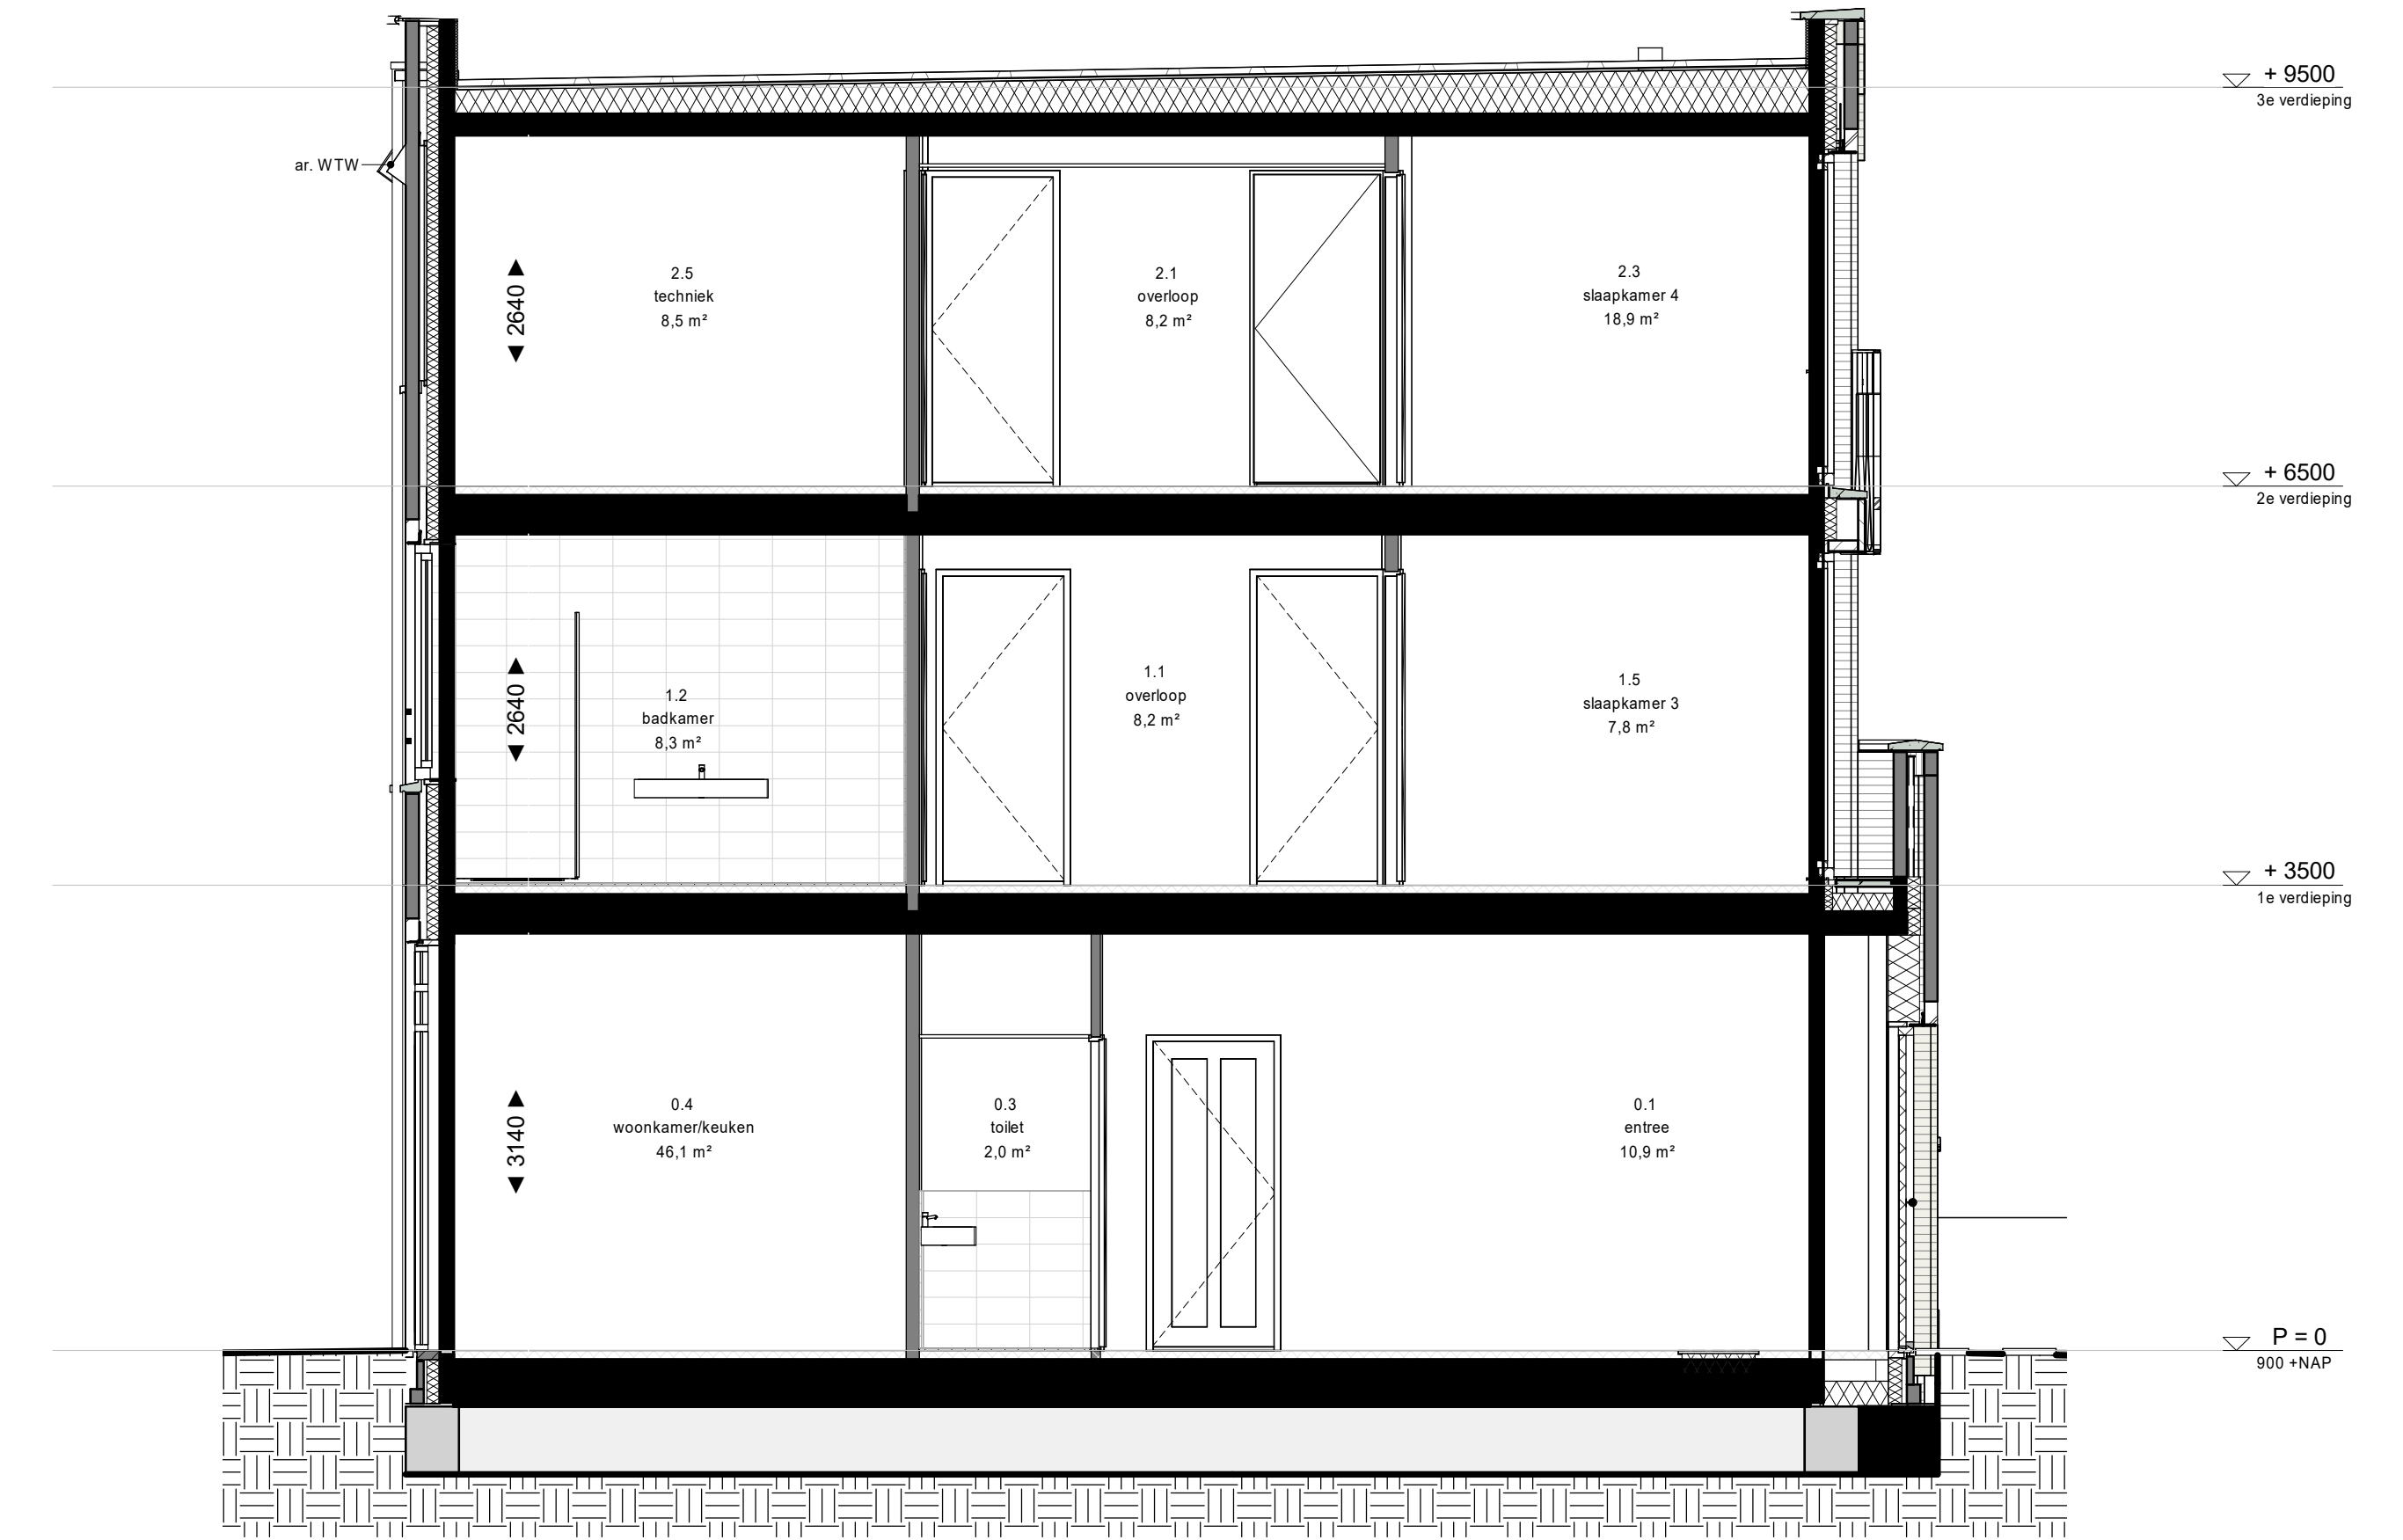 + 9500
3e verdieping
ar. WTW
2640
2.5
techniek
8,5 m²
2.1
overloop
8,2 m²
2.3
slaapkamer 4
18,9 m²
+ 6500
2e verdieping
2640
1.2
badkamer
8,3 m²
1.1
overloop
8,2 m²
1.5
slaapkamer 3
7,8 m²
+ 3500
1e verdieping
3140
0.4
woonkamer/keuken
46,1 m²
0.3
toilet
2,0 m²
0.1
entree
10,9 m²
P = 0
900 +NAP